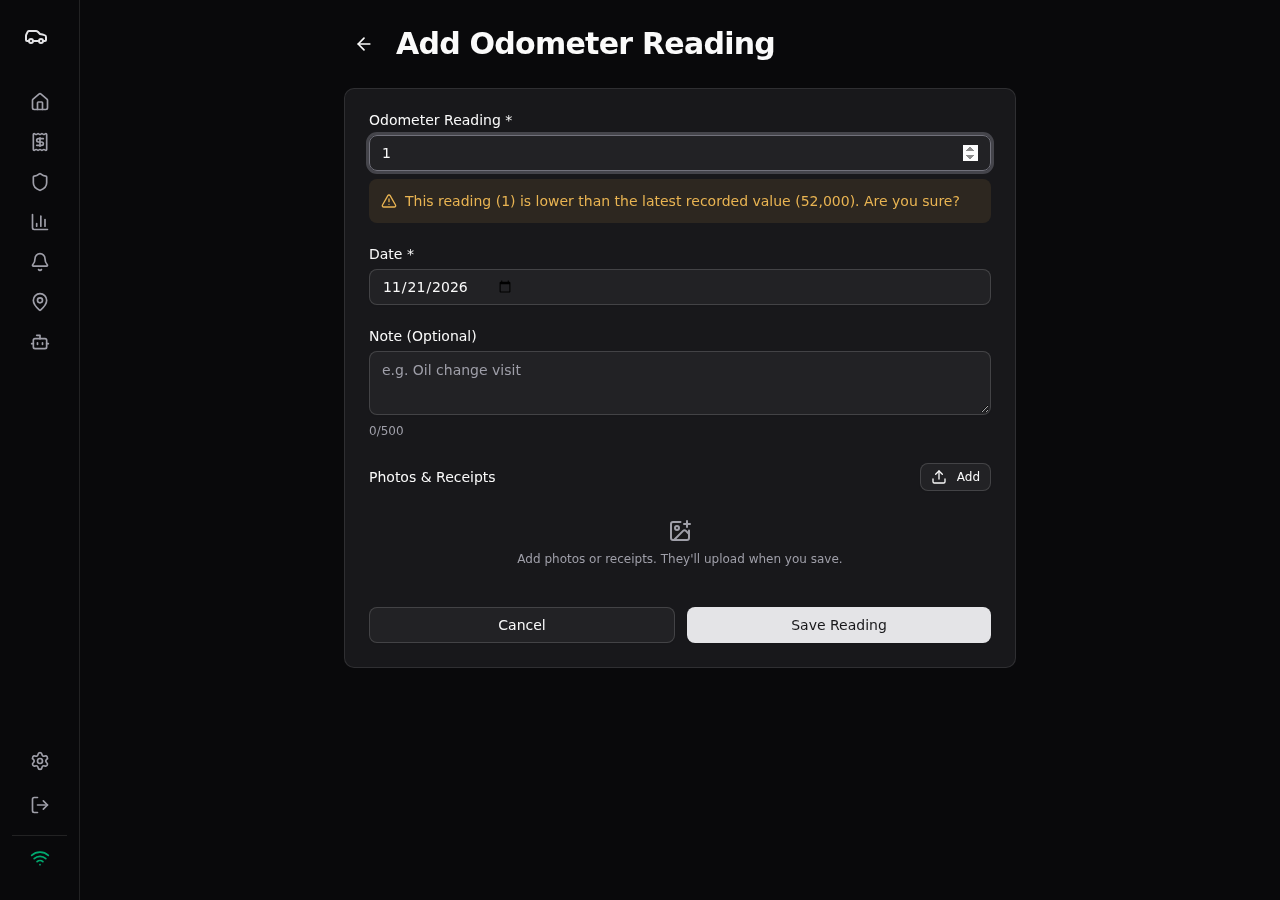 Add Odometer Reading
Odometer Reading *
1
This reading (1) is lower than the latest recorded value (52,000). Are you sure?
Date *
11/21/2026
Note (Optional)
e.g. Oil change visit
0/500
Photos & Receipts
Add
Add photos or receipts. They'll upload when you save.
Cancel
Save Reading